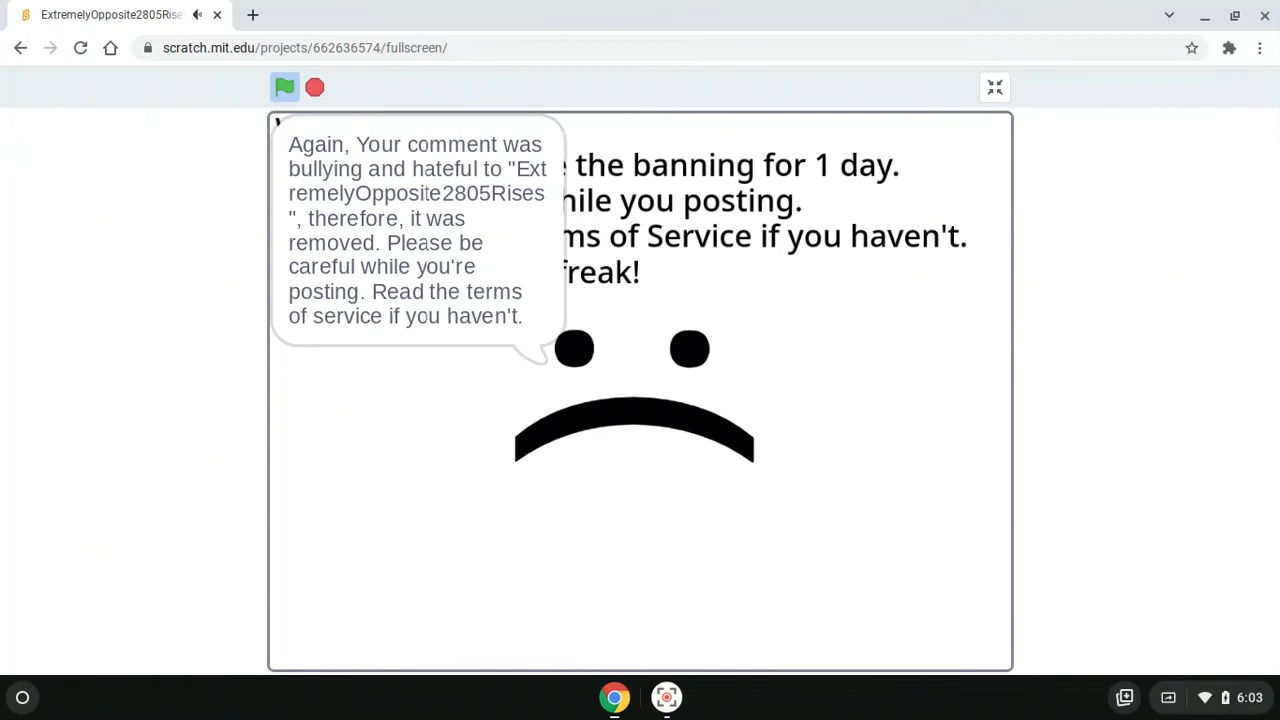 ExtremelyOpposite2805Rise
scratch.mit.edu/projects/662636574/fullscreen/
Again, Your comment was
bullying and hateful to "Ext
remelyOpposite2805Rises
", therefore, it was
removed. Please be
careful while you're
posting. Read the terms
of service if you haven't.
the banning for 1 day.
you posting.
of Service if you haven't.
freak!
6:03